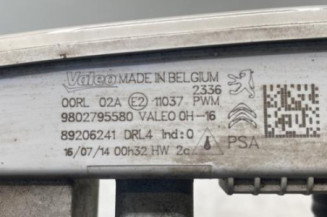 Valeo MADE IN BELGIUM
2336
00RL 02A E2 11037 PWM
9802795580 VALEO 0H-16
89206241 DRL4 Ind:0
PSA
16/07/14 00h32 HW 2c